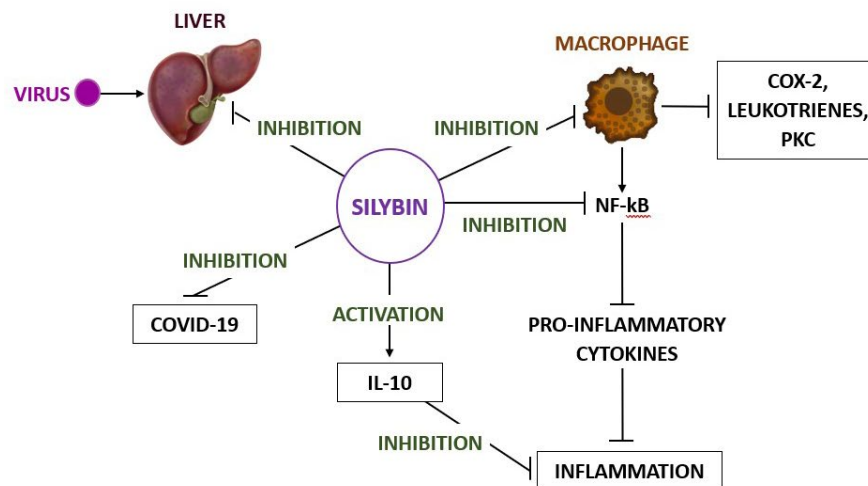 LIVER
VIRUS
MACROPHAGE
COX-2,
LEUKOTRIENES,
PKC
INHIBITION
INHIBITION
SILYBIN
NF-kB
INHIBITION
INHIBITION
COVID-19
ACTIVATION
PRO-INFLAMMATORY
CYTOKINES
IL-10
INHIBITION
INFLAMMATION